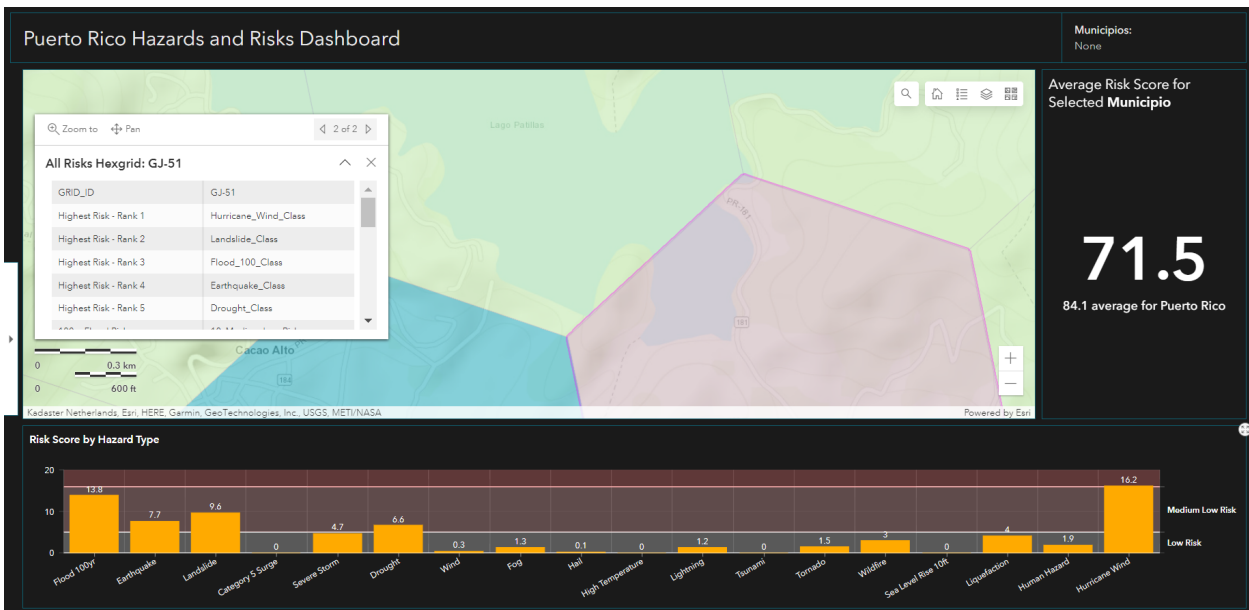 Puerto Rico Hazards and Risks Dashboard
Municipios:
None
Zoom to Pan 2 of 2
All Risks Hexgrid: GJ-51
GRID_ID GJ-51
Highest Risk - Rank 1 Hurricane_Wind_Class
Highest Risk - Rank 2 Landslide_Class
Highest Risk - Rank 3 Flood_100_Class
Highest Risk - Rank 4 Earthquake_Class
Highest Risk - Rank 5 Drought_Class
Lago Patillas
PR-181
181
Cacao Alto
184
0 0.3 km
0 600 ft
Kadaster Netherlands, Esri, HERE, Garmin, GeoTechnologies, Inc., USGS, METI/NASA
Powered by Esri
Average Risk Score for
Selected Municipio
71.5
84.1 average for Puerto Rico
Risk Score by Hazard Type
20
10
0
13.8
7.7
9.6
0
4.7
6.6
0.3
1.3
0.1
0
1.2
0
1.5
3
0
4
1.9
16.2
Medium Low Risk
Low Risk
Flood 100yr
Earthquake
Landslide
Category 5 Surge
Severe Storm
Drought
Wind
Fog
Hail
High Temperature
Lightning
Tsunami
Tornado
Wildfire
Sea Level Rise 10ft
Liquefaction
Human Hazard
Hurricane Wind